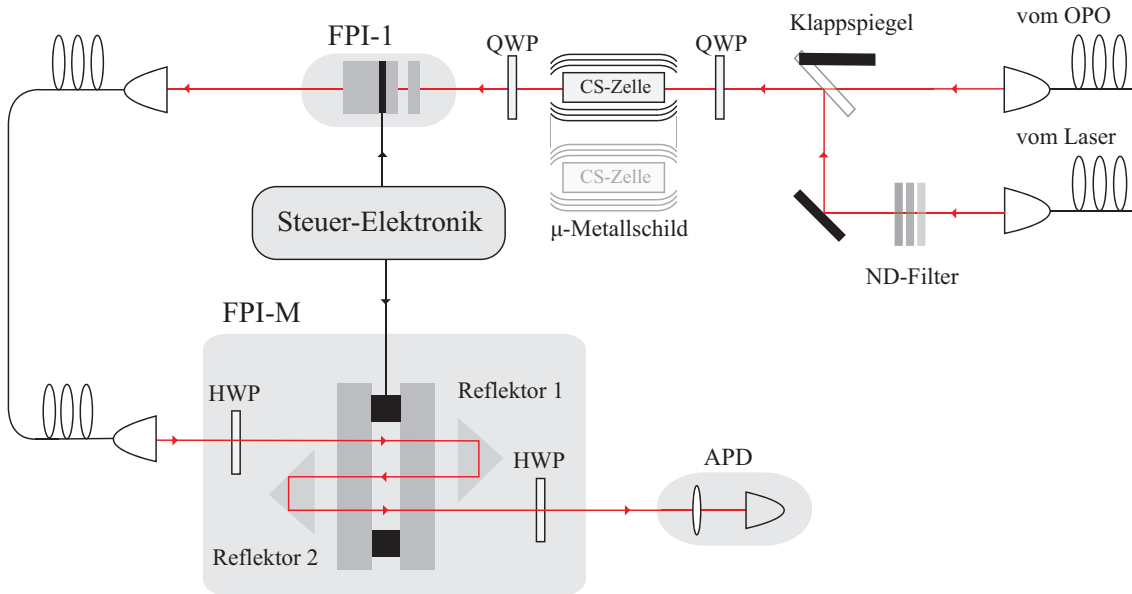 Klappspiegel
vom OPO
FPI-1
QWP
QWP
CS-Zelle
vom Laser
CS-Zelle
Steuer-Elektronik
μ-Metallschild
ND-Filter
FPI-M
HWP
Reflektor 1
HWP
APD
Reflektor 2